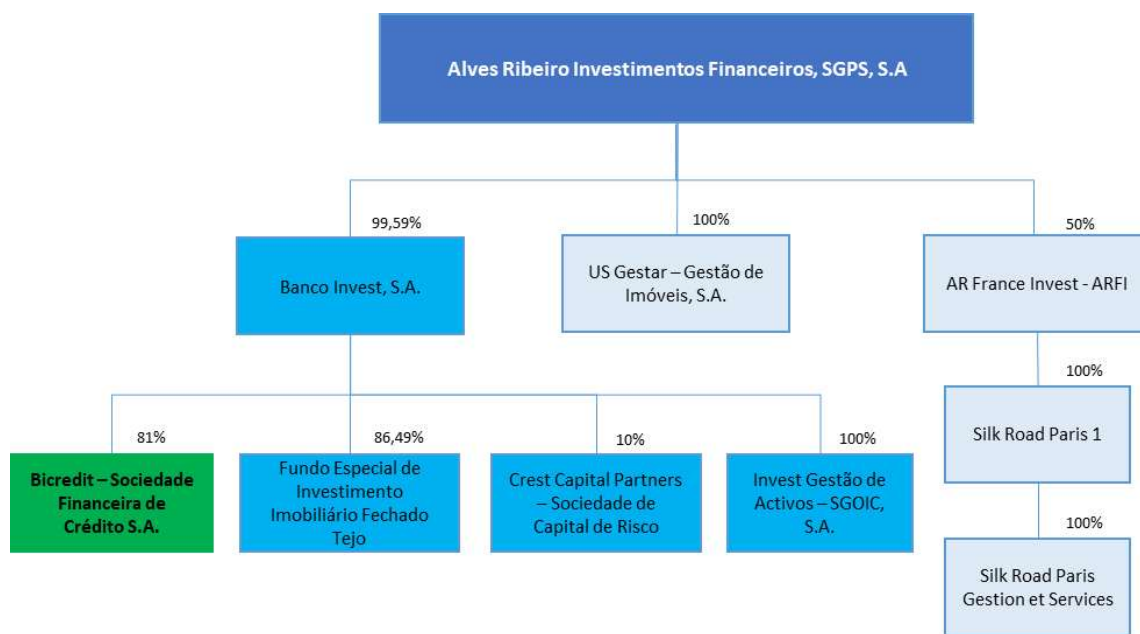 Alves Ribeiro Investimentos Financeiros, SGPS, S.A
99,59%
100%
50%
Banco Invest, S.A.
US Gestar – Gestão de
Imóveis, S.A.
AR France Invest - ARFI
100%
Silk Road Paris 1
81%
86,49%
10%
100%
Bicredit – Sociedade
Financeira de
Crédito S.A.
Fundo Especial de
Investimento
Imobiliário Fechado
Tejo
Crest Capital Partners
– Sociedade de
Capital de Risco
Invest Gestão de
Activos – SGOIC,
S.A.
100%
Silk Road Paris
Gestion et Services